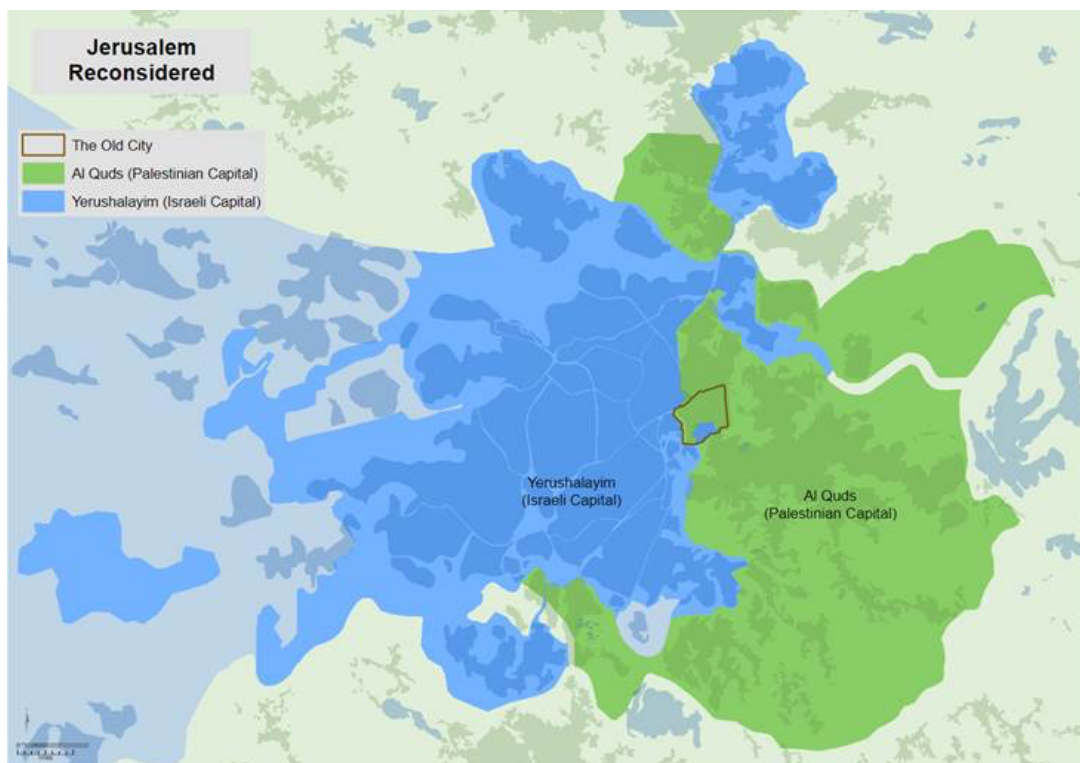 Jerusalem
Reconsidered
The Old City
Al Quds (Palestinian Capital)
Yerushalayim (Israeli Capital)
Yerushalayim
(Israeli Capital)
Al Quds
(Palestinian Capital)